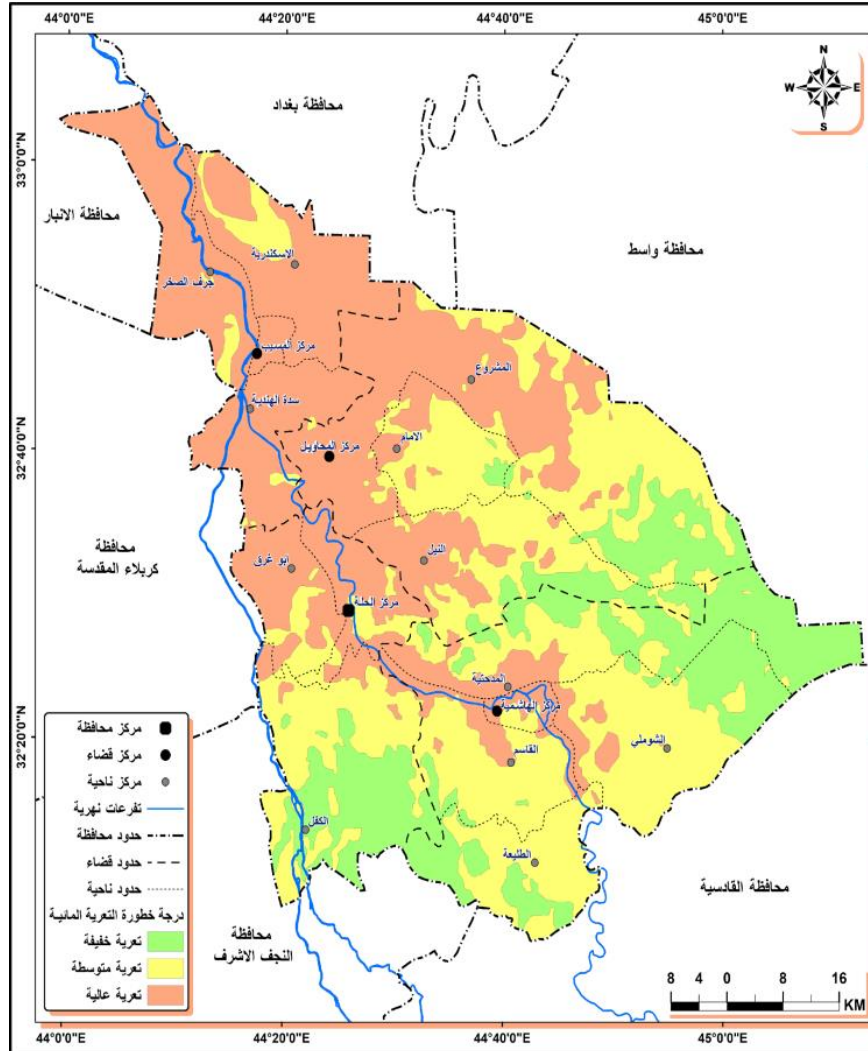 44°0'0"E 44°20'0"E 44°40'0"E 45°0'0"E
N
W E
S
33°0'0"N
32°40'0"N
32°20'0"N
محافظة بغداد
محافظة الانبار
محافظة واسط
الاسكندرية
جرف الصخر
مركز المسيب
المشروع
سدة الهندية
الامام
مركز المحاويل
محافظة
كربلاء المقدسة
النيل
ابو غرق
مركز الحلة
المدحتية
مركز الهاشمية
الشوملي
القاسم
الكفل
الطليعة
محافظة القادسية
محافظة
النجف الاشرف
مركز محافظة
مركز قضاء
مركز ناحية
تفرعات نهرية
حدود محافظة
حدود قضاء
حدود ناحية
درجة خطورة التعرية المائية
تعرية خفيفة
تعرية متوسطة
تعرية عالية
8 4 0 8 16
KM
44°0'0"E 44°20'0"E 44°40'0"E 45°0'0"E